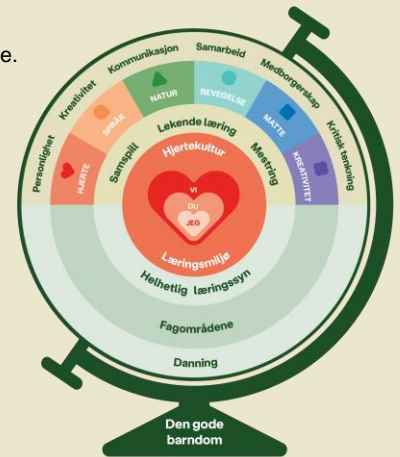 e.
Personlighet
Kreativitet
Kommunikasjon
Samarbeid
Medborgerskap
Kritisk tenkning
HJERTE
SPRÅK
NATUR
BEVEGELSE
MATTE
KREATIVITET
Samspill
Lekende læring
Mestring
Hjertekultur
VI
DU
JEG
Læringsmiljø
Helhetlig læringssyn
Fagområdene
Danning
Den gode
barndom